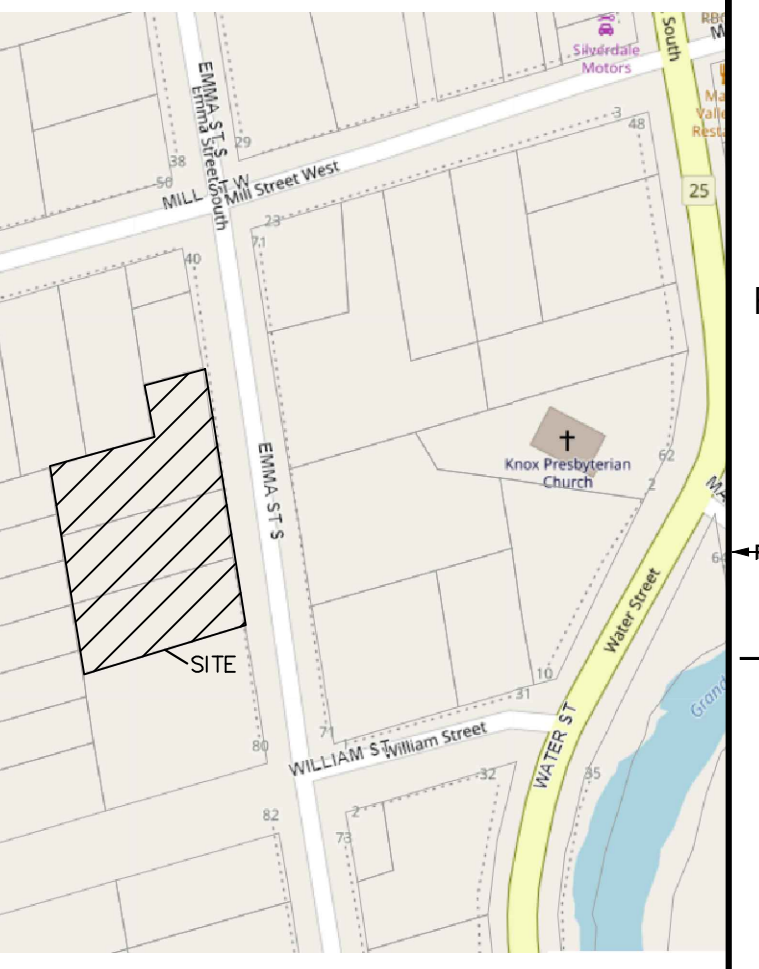 RBC
South
Silverdale
Motors
3
48
29
EMMA ST S
Emma Street South
38
50
MILL ST W
Mill Street West
25
23
71
40
EMMA ST S
Knox Presbyterian
Church
62
2
Water Street
SITE
10
31
71
WILLIAM ST
William Street
WATER ST
Grand
80
32
35
82
2
73